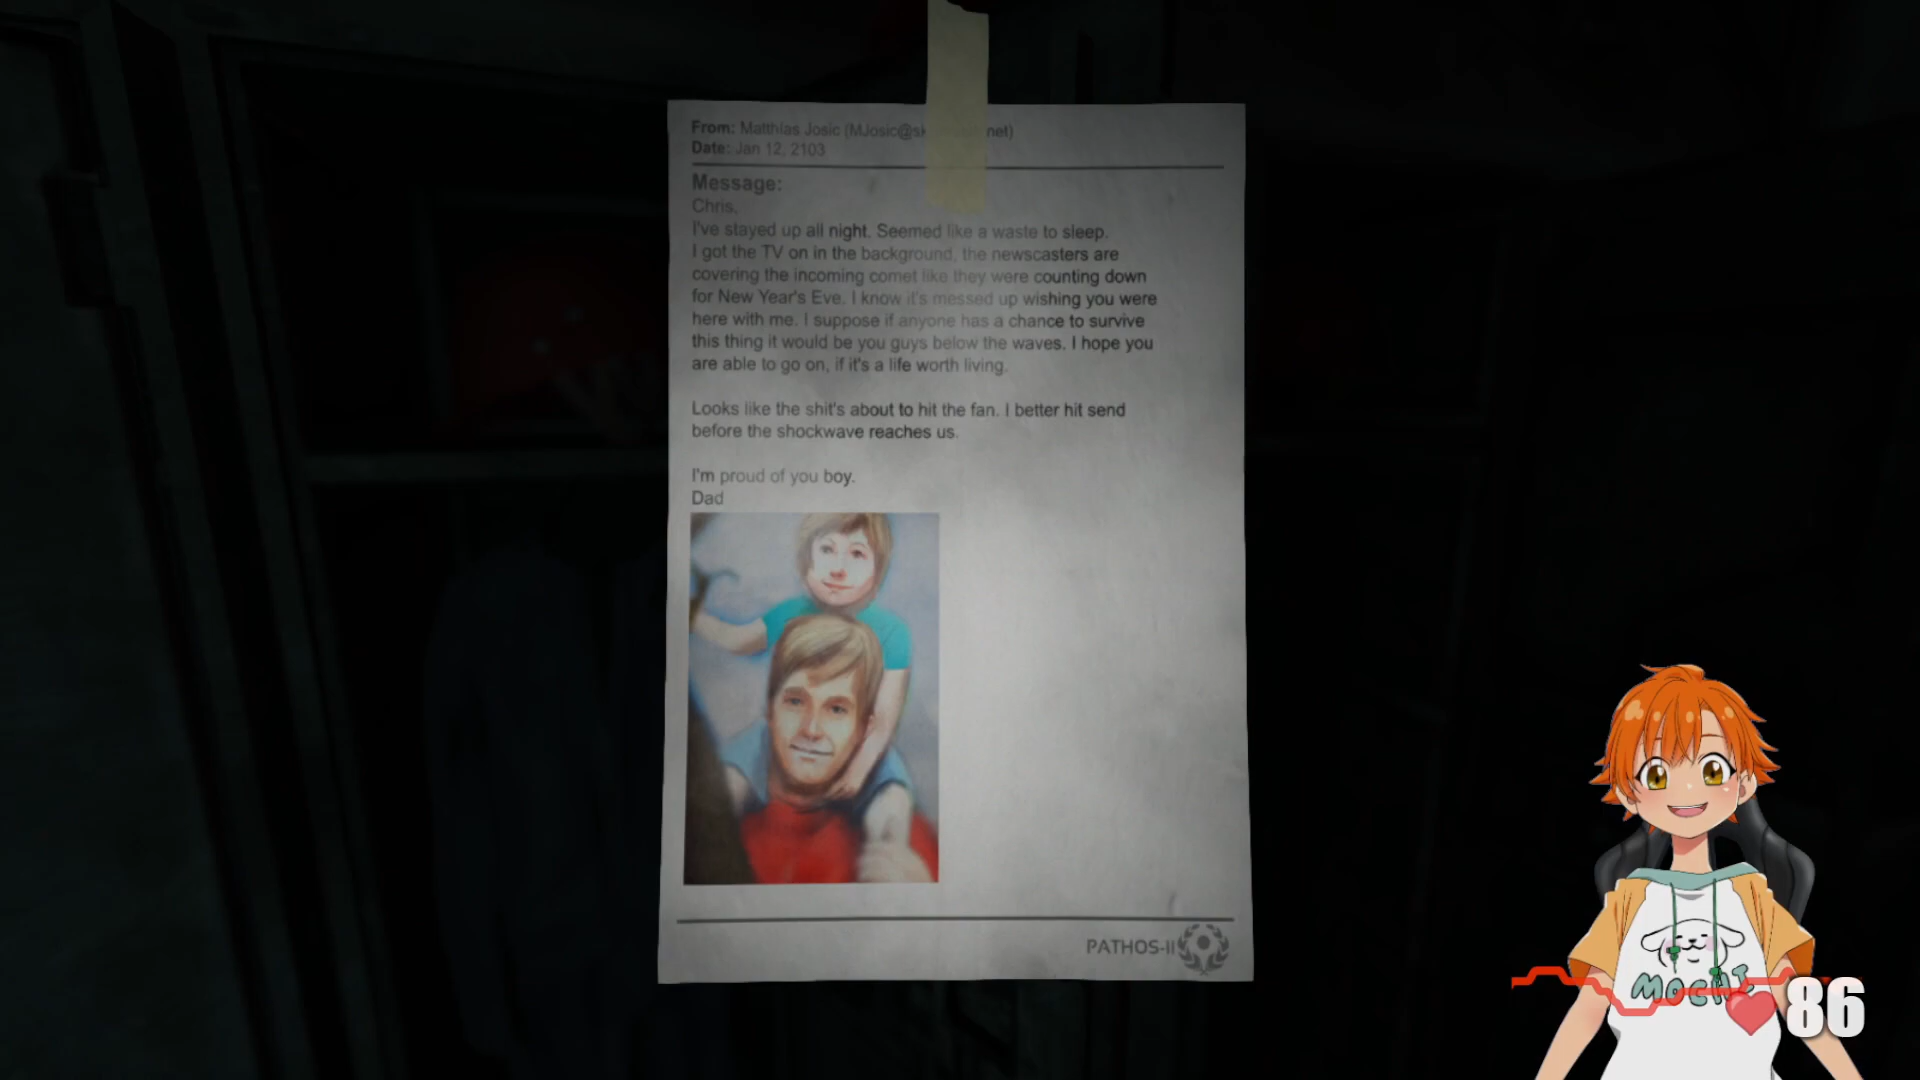 From: Matthias Josic (MJosic@sk net)
Date: Jan 12, 2103
Message:
Chris,
I've stayed up all night. Seemed like a waste to sleep.
I got the TV on in the background, the newscasters are
covering the incoming comet like they were counting down
for New Year's Eve. I know it's messed up wishing you were
here with me. I suppose if anyone has a chance to survive
this thing it would be you guys below the waves. I hope you
are able to go on, if it's a life worth living.
Looks like the shit's about to hit the fan. I better hit send
before the shockwave reaches us.
I'm proud of you boy.
Dad
PATHOS-II
MOCHI
86